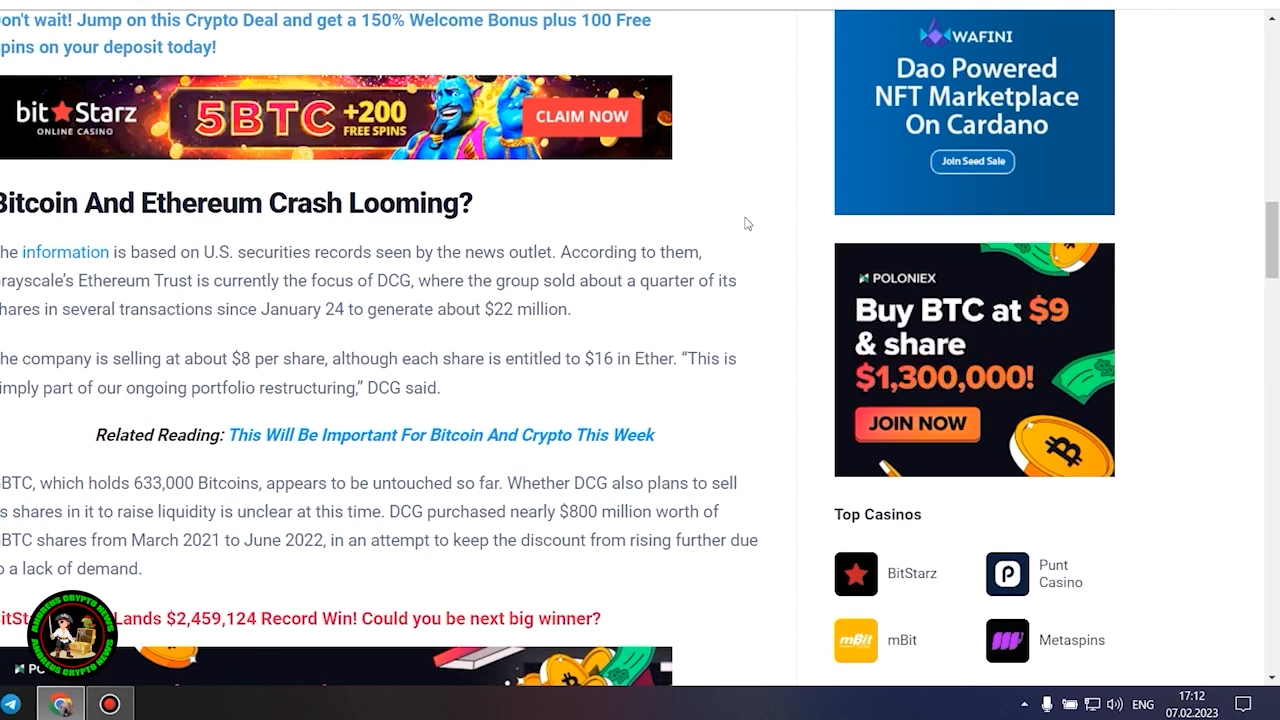 on't wait! Jump on this Crypto Deal and get a 150% Welcome Bonus plus 100 Free
pins on your deposit today!
bit★Starz
ONLINE CASINO
5BTC +200
FREE SPINS
CLAIM NOW
Bitcoin And Ethereum Crash Looming?
he information is based on U.S. securities records seen by the news outlet. According to them,
rayscale's Ethereum Trust is currently the focus of DCG, where the group sold about a quarter of its
hares in several transactions since January 24 to generate about $22 million.
he company is selling at about $8 per share, although each share is entitled to $16 in Ether. “This is
imply part of our ongoing portfolio restructuring,” DCG said.
Related Reading: This Will Be Important For Bitcoin And Crypto This Week
BTC, which holds 633,000 Bitcoins, appears to be untouched so far. Whether DCG also plans to sell
s shares in it to raise liquidity is unclear at this time. DCG purchased nearly $800 million worth of
BTC shares from March 2021 to June 2022, in an attempt to keep the discount from rising further due
o a lack of demand.
itSt Lands $2,459,124 Record Win! Could you be next big winner?
ANDREUS CRYPTO NEWS
ANDREUS CRYPTO NEWS
WAFINI
Dao Powered
NFT Marketplace
On Cardano
Join Seed Sale
POLONIEX
Buy BTC at $9
& share
$1,300,000!
JOIN NOW
Top Casinos
BitStarz
Punt
Casino
mBit
mBit
Metaspins
ENG
17:12
07.02.2023